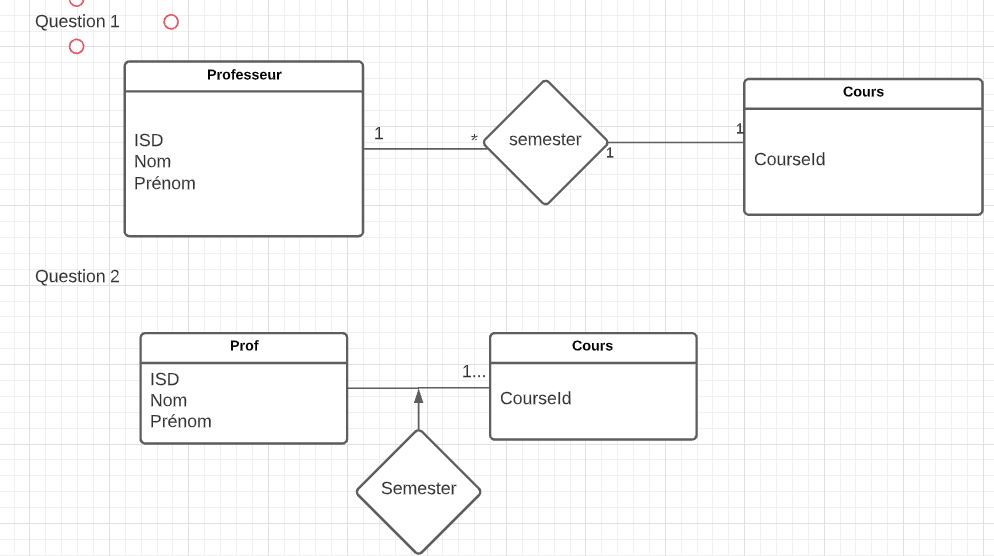 Question 1
Professeur
ISD
Nom
Prénom
1
*
semester
1
1
Cours
CourseId
Question 2
Prof
ISD
Nom
Prénom
1...
Semester
Cours
CourseId